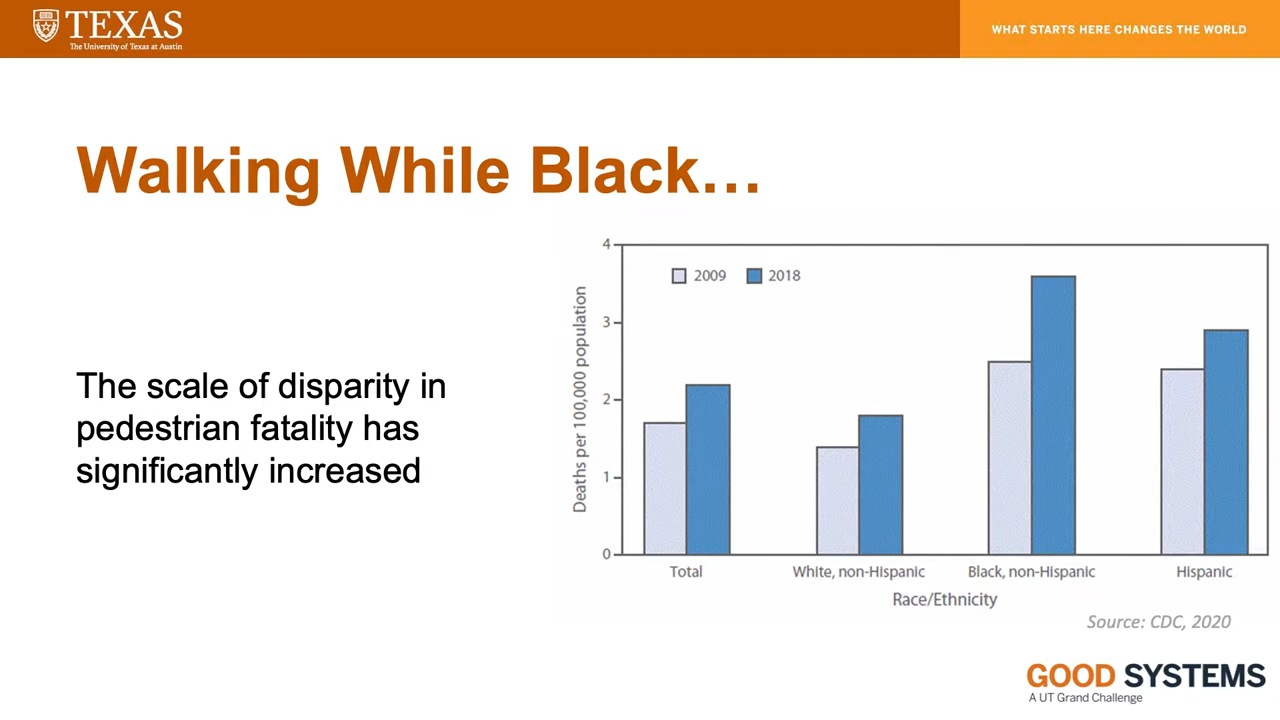 TEXAS
The University of Texas at Austin
WHAT STARTS HERE CHANGES THE WORLD
Walking While Black…
The scale of disparity in
pedestrian fatality has
significantly increased
4
3
2
1
0
Deaths per 100,000 population
2009
2018
Total
White, non-Hispanic
Black, non-Hispanic
Hispanic
Race/Ethnicity
Source: CDC, 2020
GOOD SYSTEMS
A UT Grand Challenge